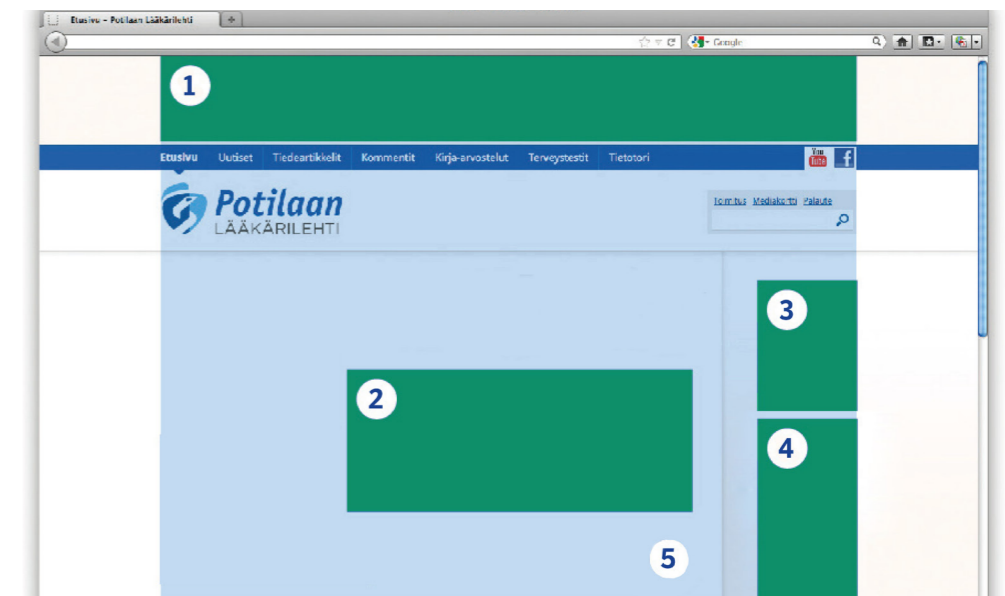 Etusivu – Potilaan Lääkärilehti
Google
1
Etusivu Uutiset Tiedeartikkelit Kommentit Kirja-arvostelut Terveystestit Tietotori You Tube f
Toimitus Mediakortti Palaute
Potilaan
LÄÄKÄRILEHTI
3
2
4
5